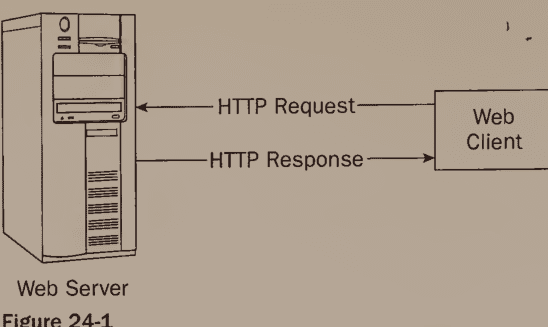 HTTP Request
Web
Client
HTTP Response
Web Server
Figure 24-1